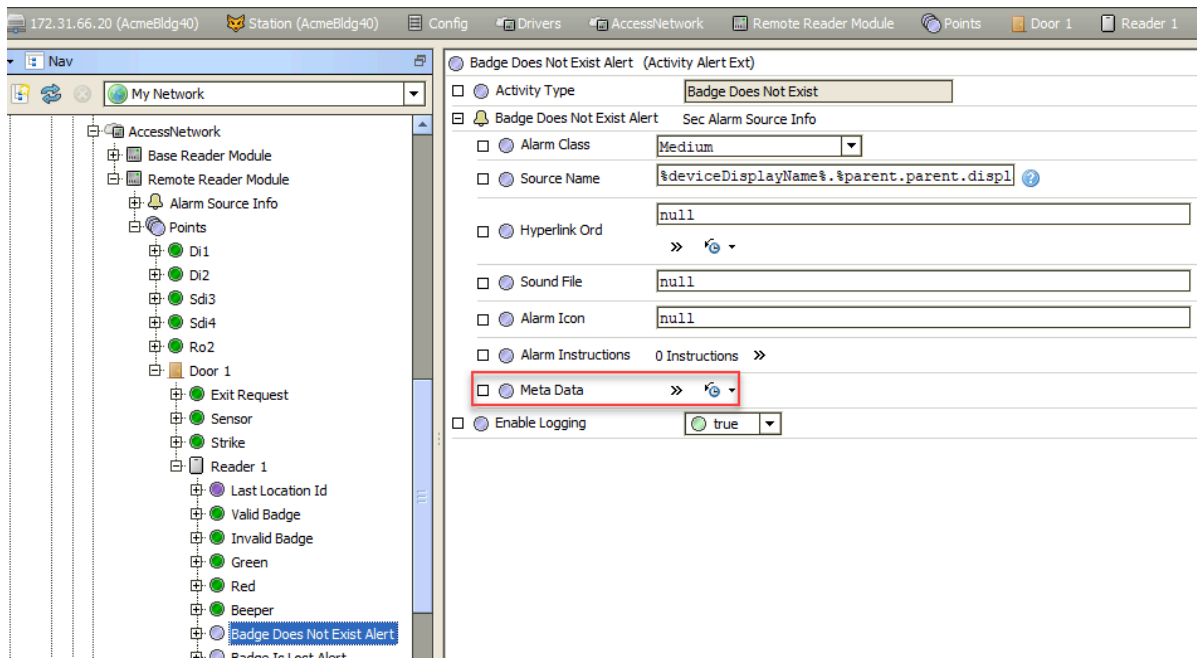 172.31.66.20 (AcmeBldg40) Station (AcmeBldg40) Config Drivers AccessNetwork Remote Reader Module Points Door 1 Reader 1
Nav
My Network
AccessNetwork
Base Reader Module
Remote Reader Module
Alarm Source Info
Points
Di1
Di2
Sdi3
Sdi4
Ro2
Door 1
Exit Request
Sensor
Strike
Reader 1
Last Location Id
Valid Badge
Invalid Badge
Green
Red
Beeper
Badge Does Not Exist Alert
Badge Is Lost Alert
Badge Does Not Exist Alert (Activity Alert Ext)
Activity Type Badge Does Not Exist
Badge Does Not Exist Alert Sec Alarm Source Info
Alarm Class Medium
Source Name %deviceDisplayName%.%parent.parent.displ
Hyperlink Ord null
Sound File null
Alarm Icon null
Alarm Instructions 0 Instructions »
Meta Data »
Enable Logging true